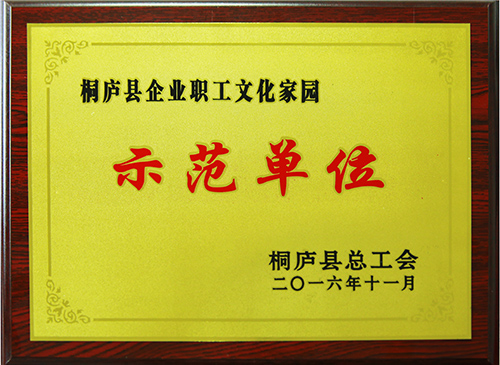 桐庐县企业职工文化家园
示范单位
桐庐县总工会
二〇一六年十一月